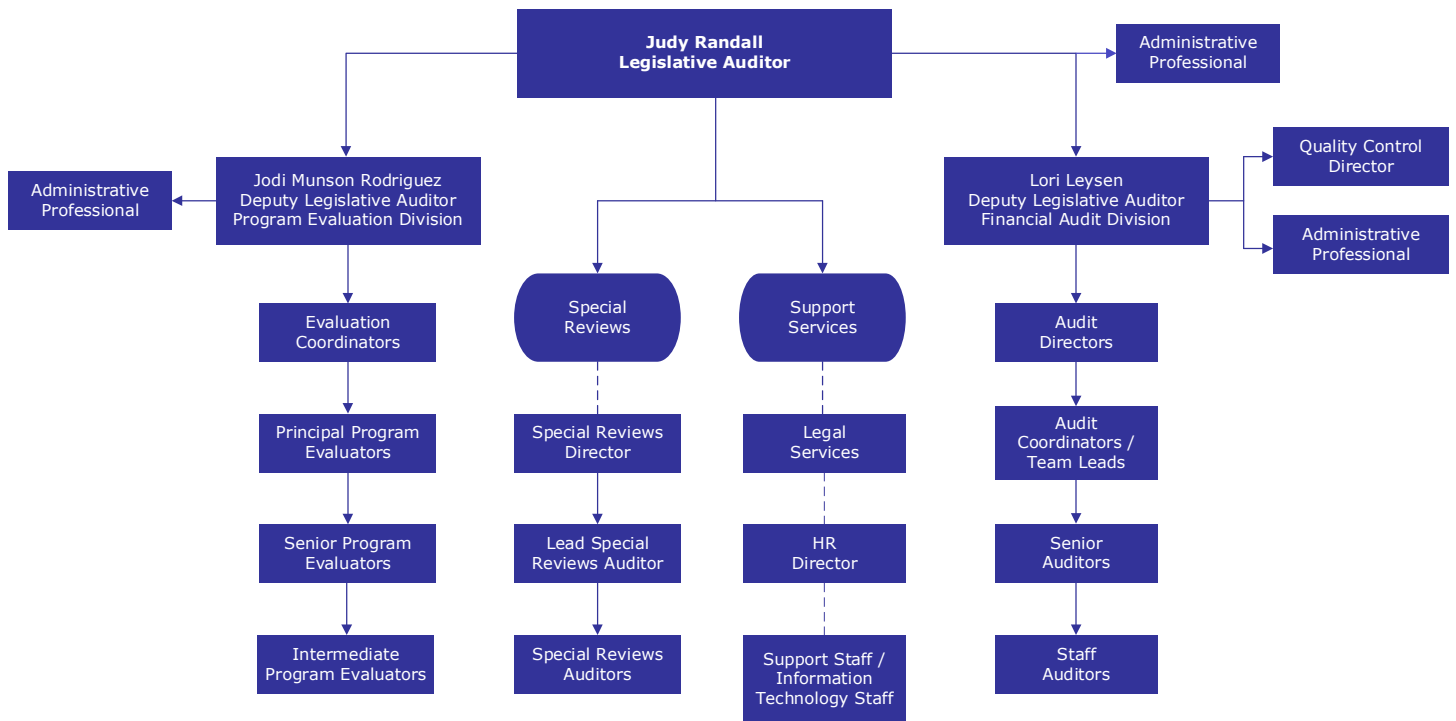 Judy Randall
Legislative Auditor
Administrative
Professional
Administrative
Professional
Jodi Munson Rodriguez
Deputy Legislative Auditor
Program Evaluation Division
Lori Leysen
Deputy Legislative Auditor
Financial Audit Division
Quality Control
Director
Administrative
Professional
Evaluation
Coordinators
Special
Reviews
Support
Services
Audit
Directors
Principal Program
Evaluators
Special Reviews
Director
Legal
Services
Audit
Coordinators /
Team Leads
Senior Program
Evaluators
Lead Special
Reviews Auditor
HR
Director
Senior
Auditors
Intermediate
Program Evaluators
Special Reviews
Auditors
Support Staff /
Information
Technology Staff
Staff
Auditors